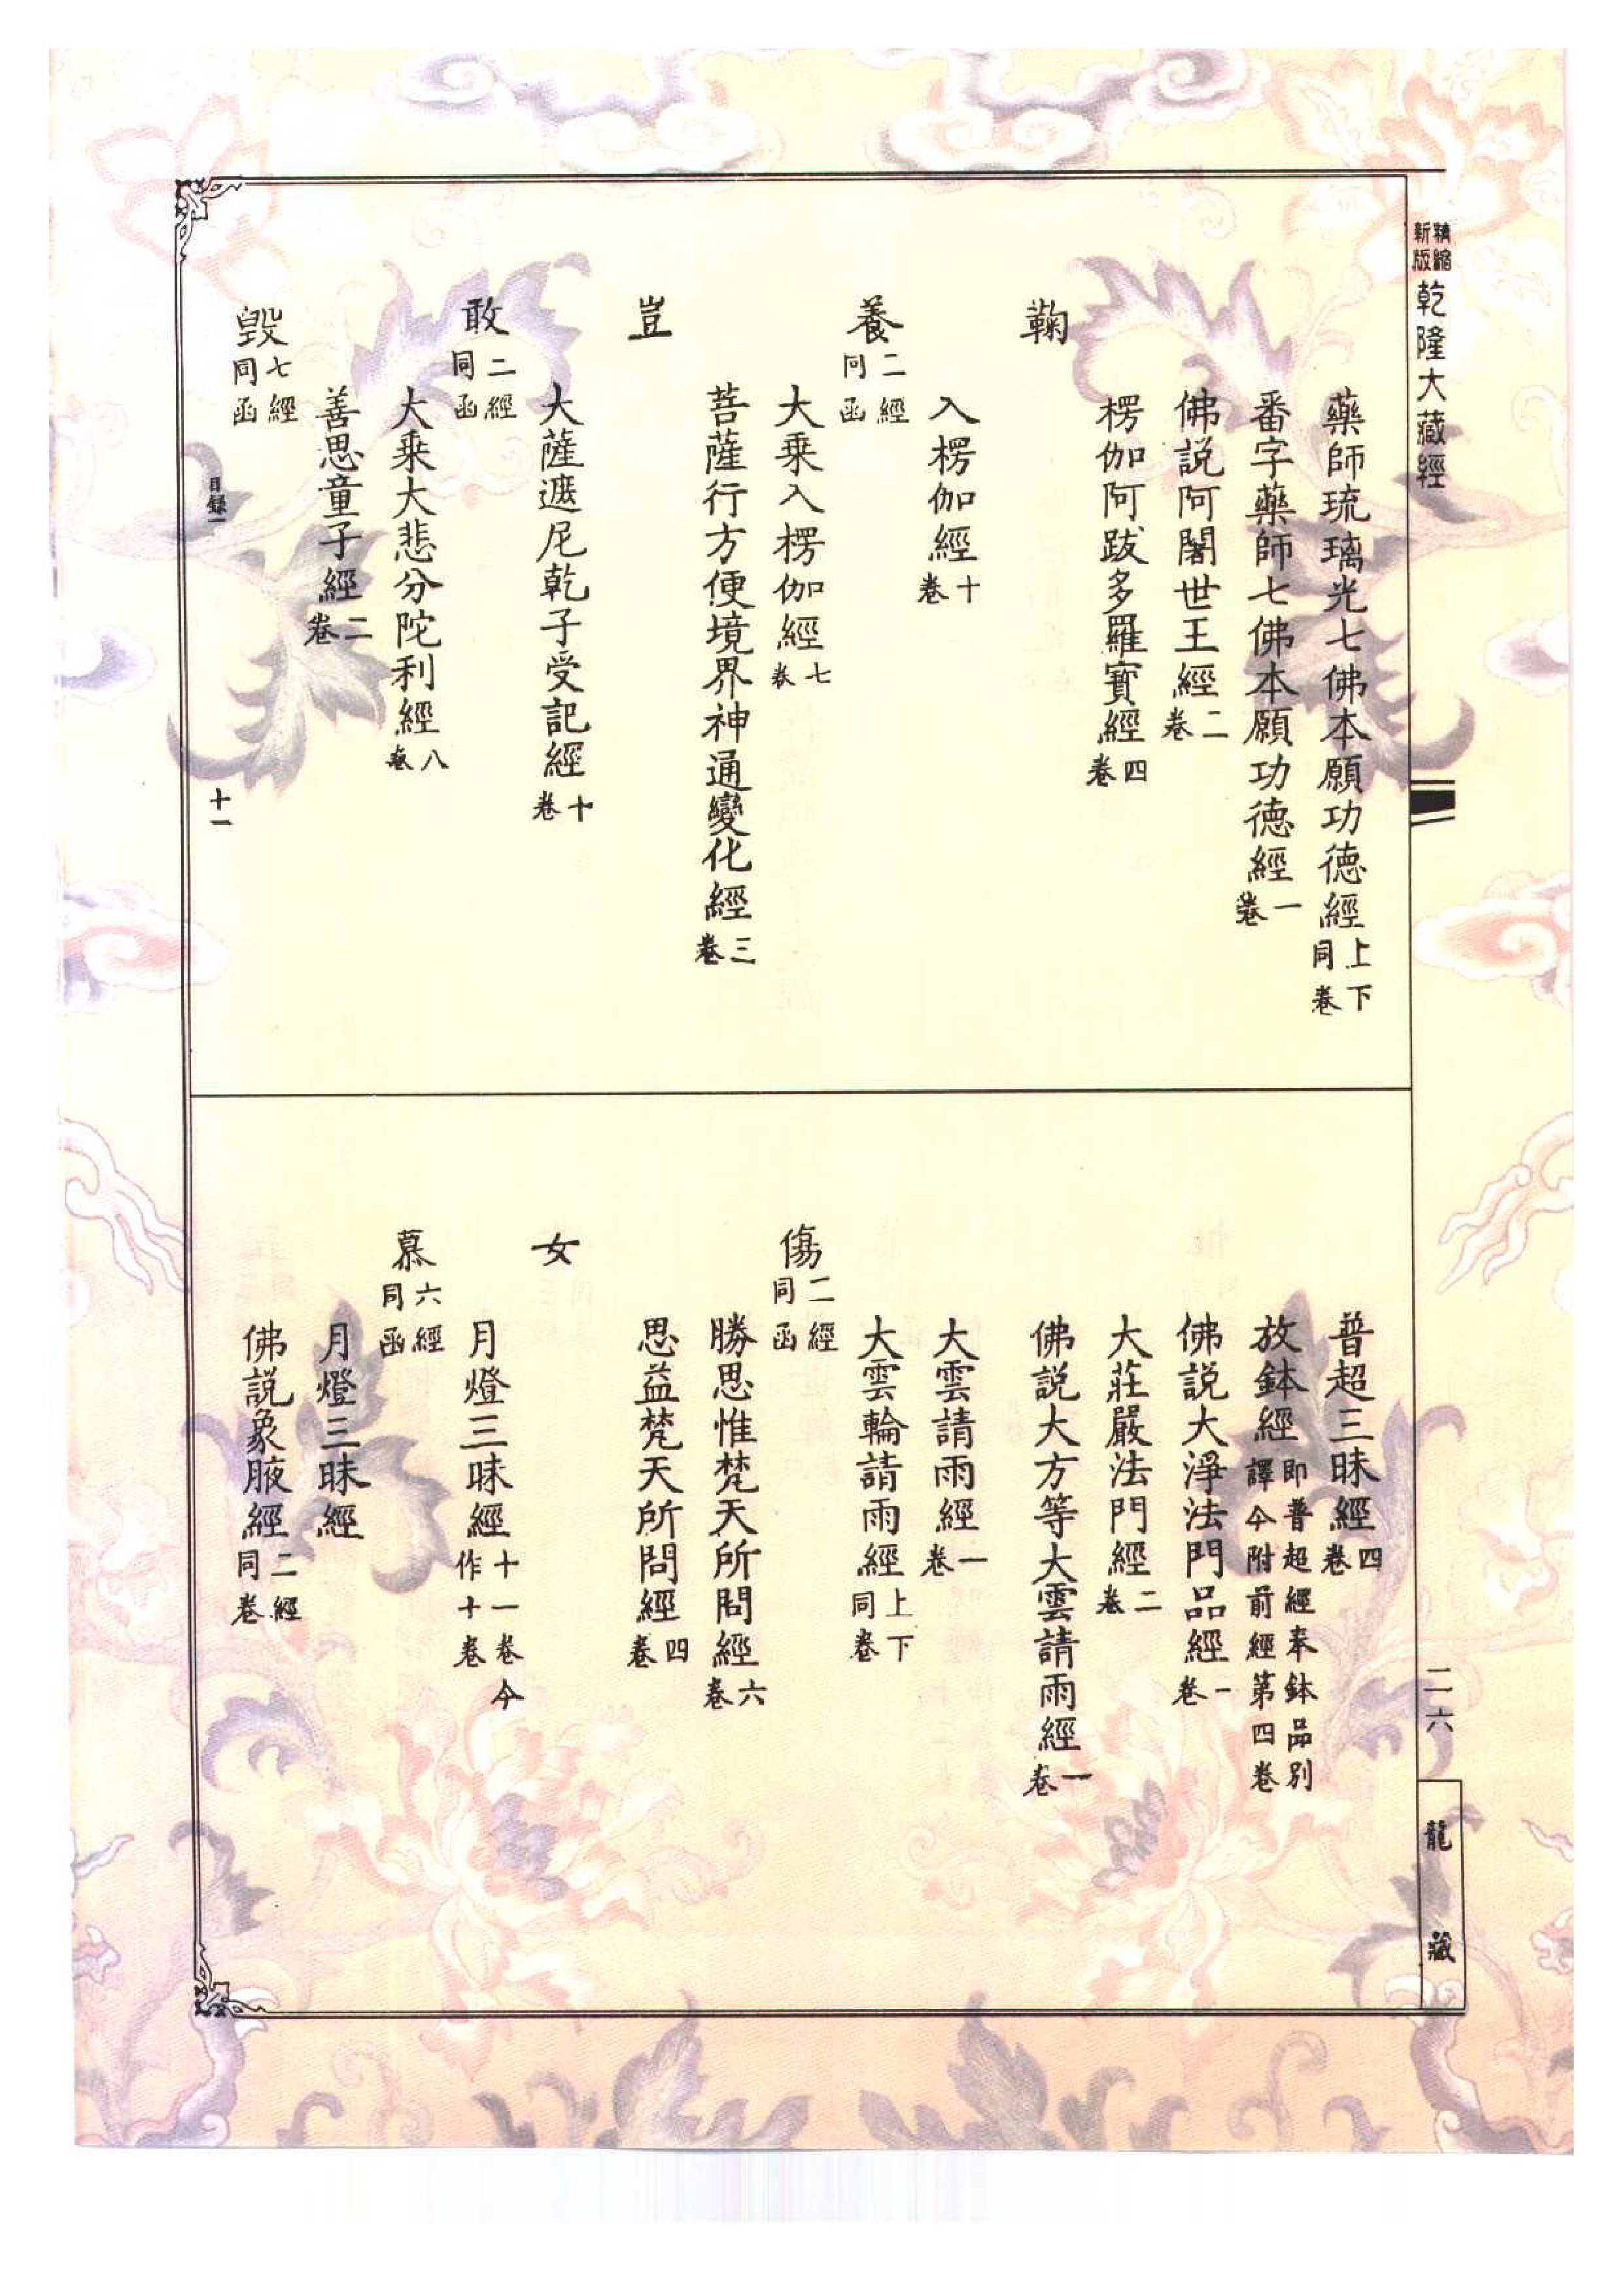 精縮新版乾隆大藏經
二六
龍藏
藥師琉璃光七佛本願功德經上下同卷
番字藥師七佛本願功德經一卷
佛說阿闍世王經二卷
楞伽阿跋多羅寶經四卷
鞠
入楞伽經十卷
養二經同函
大乘入楞伽經七卷
菩薩行方便境界神通變化經三卷
豈
大薩遮尼乾子受記經十卷
敢二經同函
大乘大悲分陀利經八卷
善思童子經二卷
毀七經同函
目錄一
十一
普超三昧經四卷
放鉢經即普超經奉鉢品別譯今附前經第四卷
佛說大淨法門品經一卷
大莊嚴法門經二卷
佛說大方等大雲請雨經一卷
大雲請雨經一卷
大雲輪請雨經上下同卷
傷二經同函
勝思惟梵天所問經六卷
思益梵天所問經四卷
女
月燈三昧經十一卷今作十卷
慕六經同函
月燈三昧經
佛說象腋經二經同卷